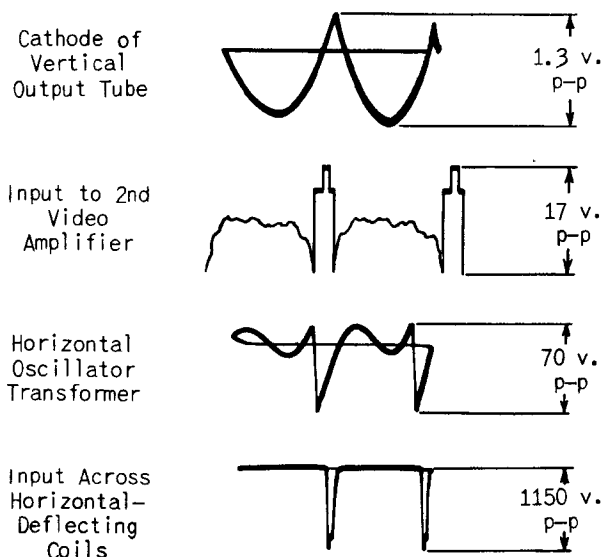 Cathode of
Vertical
Output Tube
1.3 v.
p-p
Input to 2nd
Video
Amplifier
17 v.
p-p
Horizontal
Oscillator
Transformer
70 v.
p-p
Input Across
Horizontal-
Deflecting
Coils
1150 v.
p-p